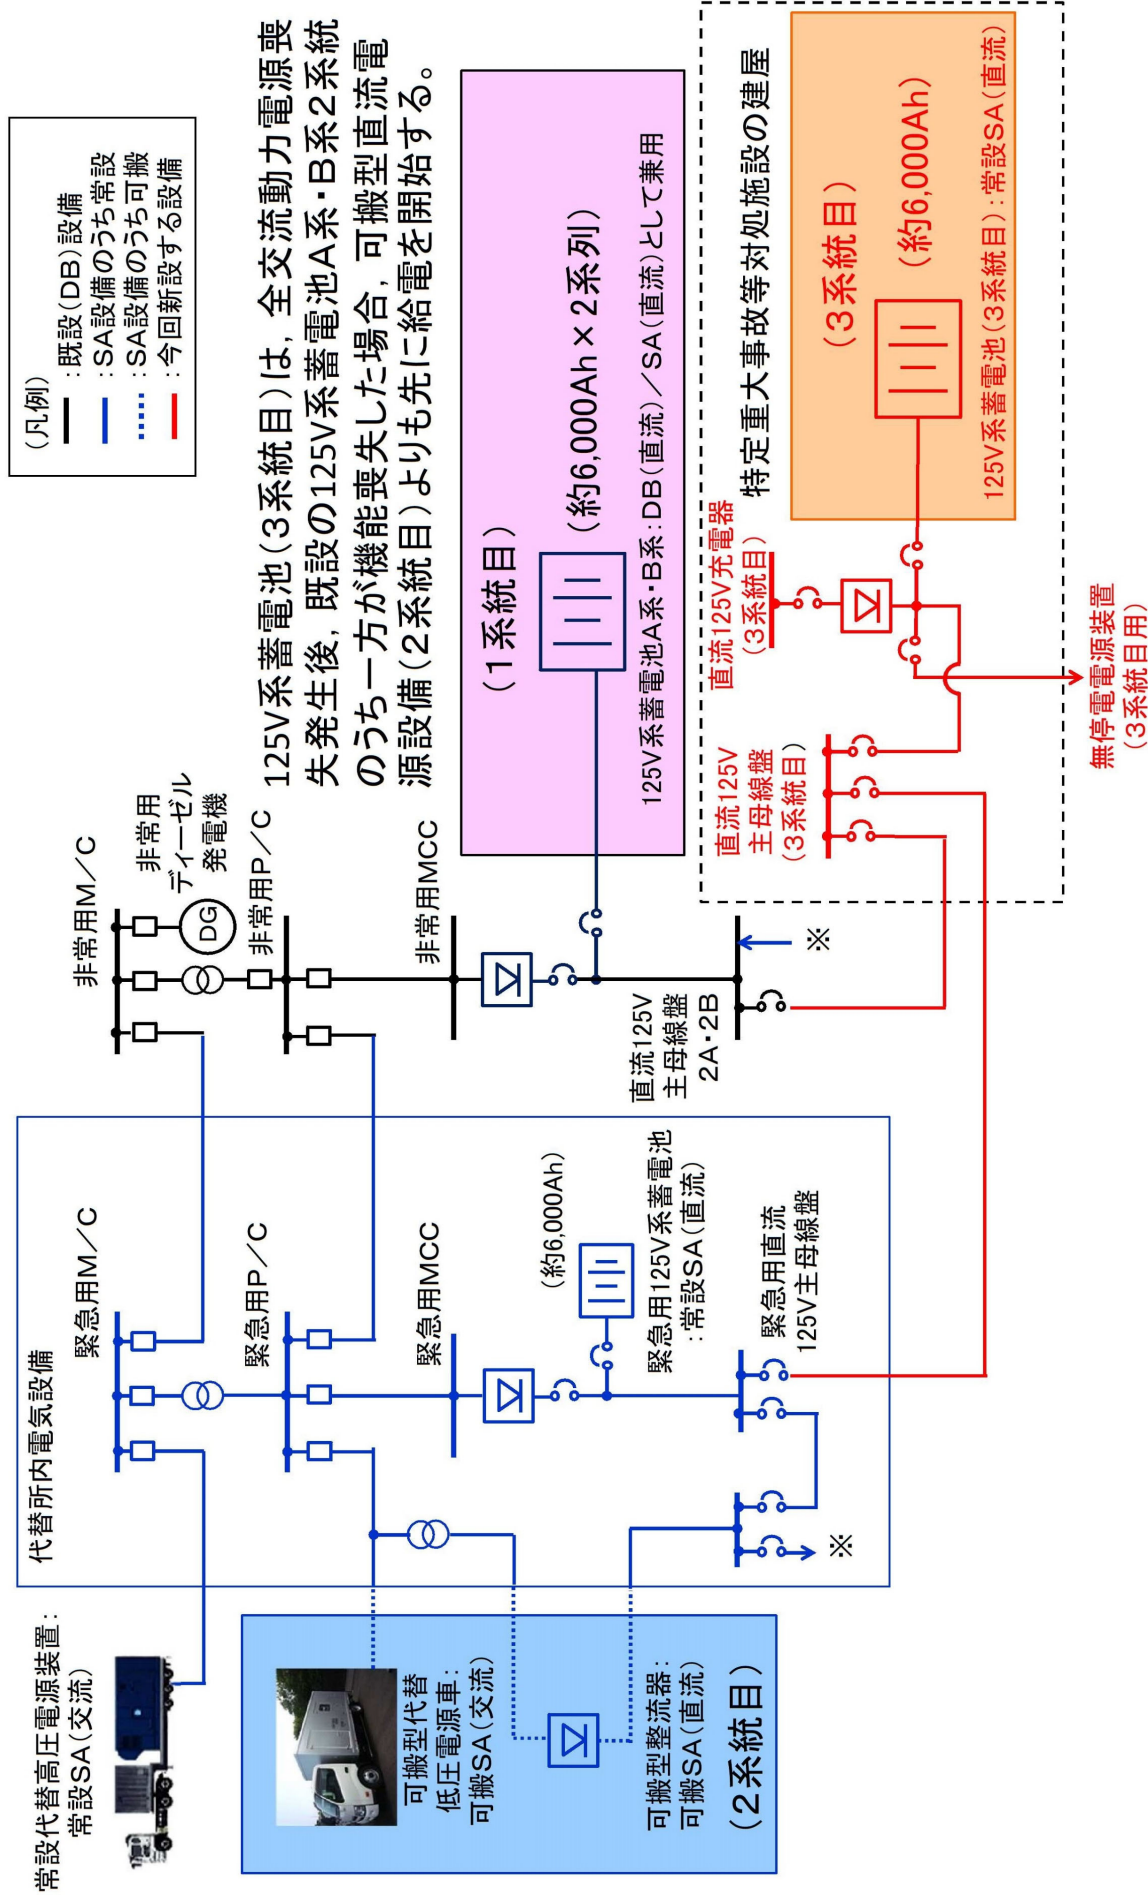 (凡例)
:既設(DB)設備
:SA設備のうち常設
:SA設備のうち可搬
:今回新設する設備
125V系蓄電池(3系統目)は,全交流動力電源喪
失発生後,既設の125V系蓄電池A系・B系2系統
のうち一方が機能喪失した場合,可搬型直流電
源設備(2系統目)よりも先に給電を開始する。
常設代替高圧電源装置:
常設SA(交流)
代替所内電気設備
緊急用M/C
緊急用P/C
緊急用MCC
(約6,000Ah)
緊急用125V系蓄電池
:常設SA(直流)
緊急用直流
125V主母線盤
※
可搬型代替
低圧電源車:
可搬SA(交流)
可搬型整流器:
可搬SA(直流)
(2系統目)
非常用M/C
非常用
ディーゼル
発電機
DG
非常用P/C
非常用MCC
直流125V
主母線盤
2A・2B
※
(1系統目)
(約6,000Ah×2系列)
125V系蓄電池A系・B系:DB(直流)/SA(直流)として兼用
特定重大事故等対処施設の建屋
直流125V充電器
(3系統目)
直流125V
主母線盤
(3系統目)
(3系統目)
(約6,000Ah)
125V系蓄電池(3系統目):常設SA(直流)
無停電電源装置
(3系統目用)